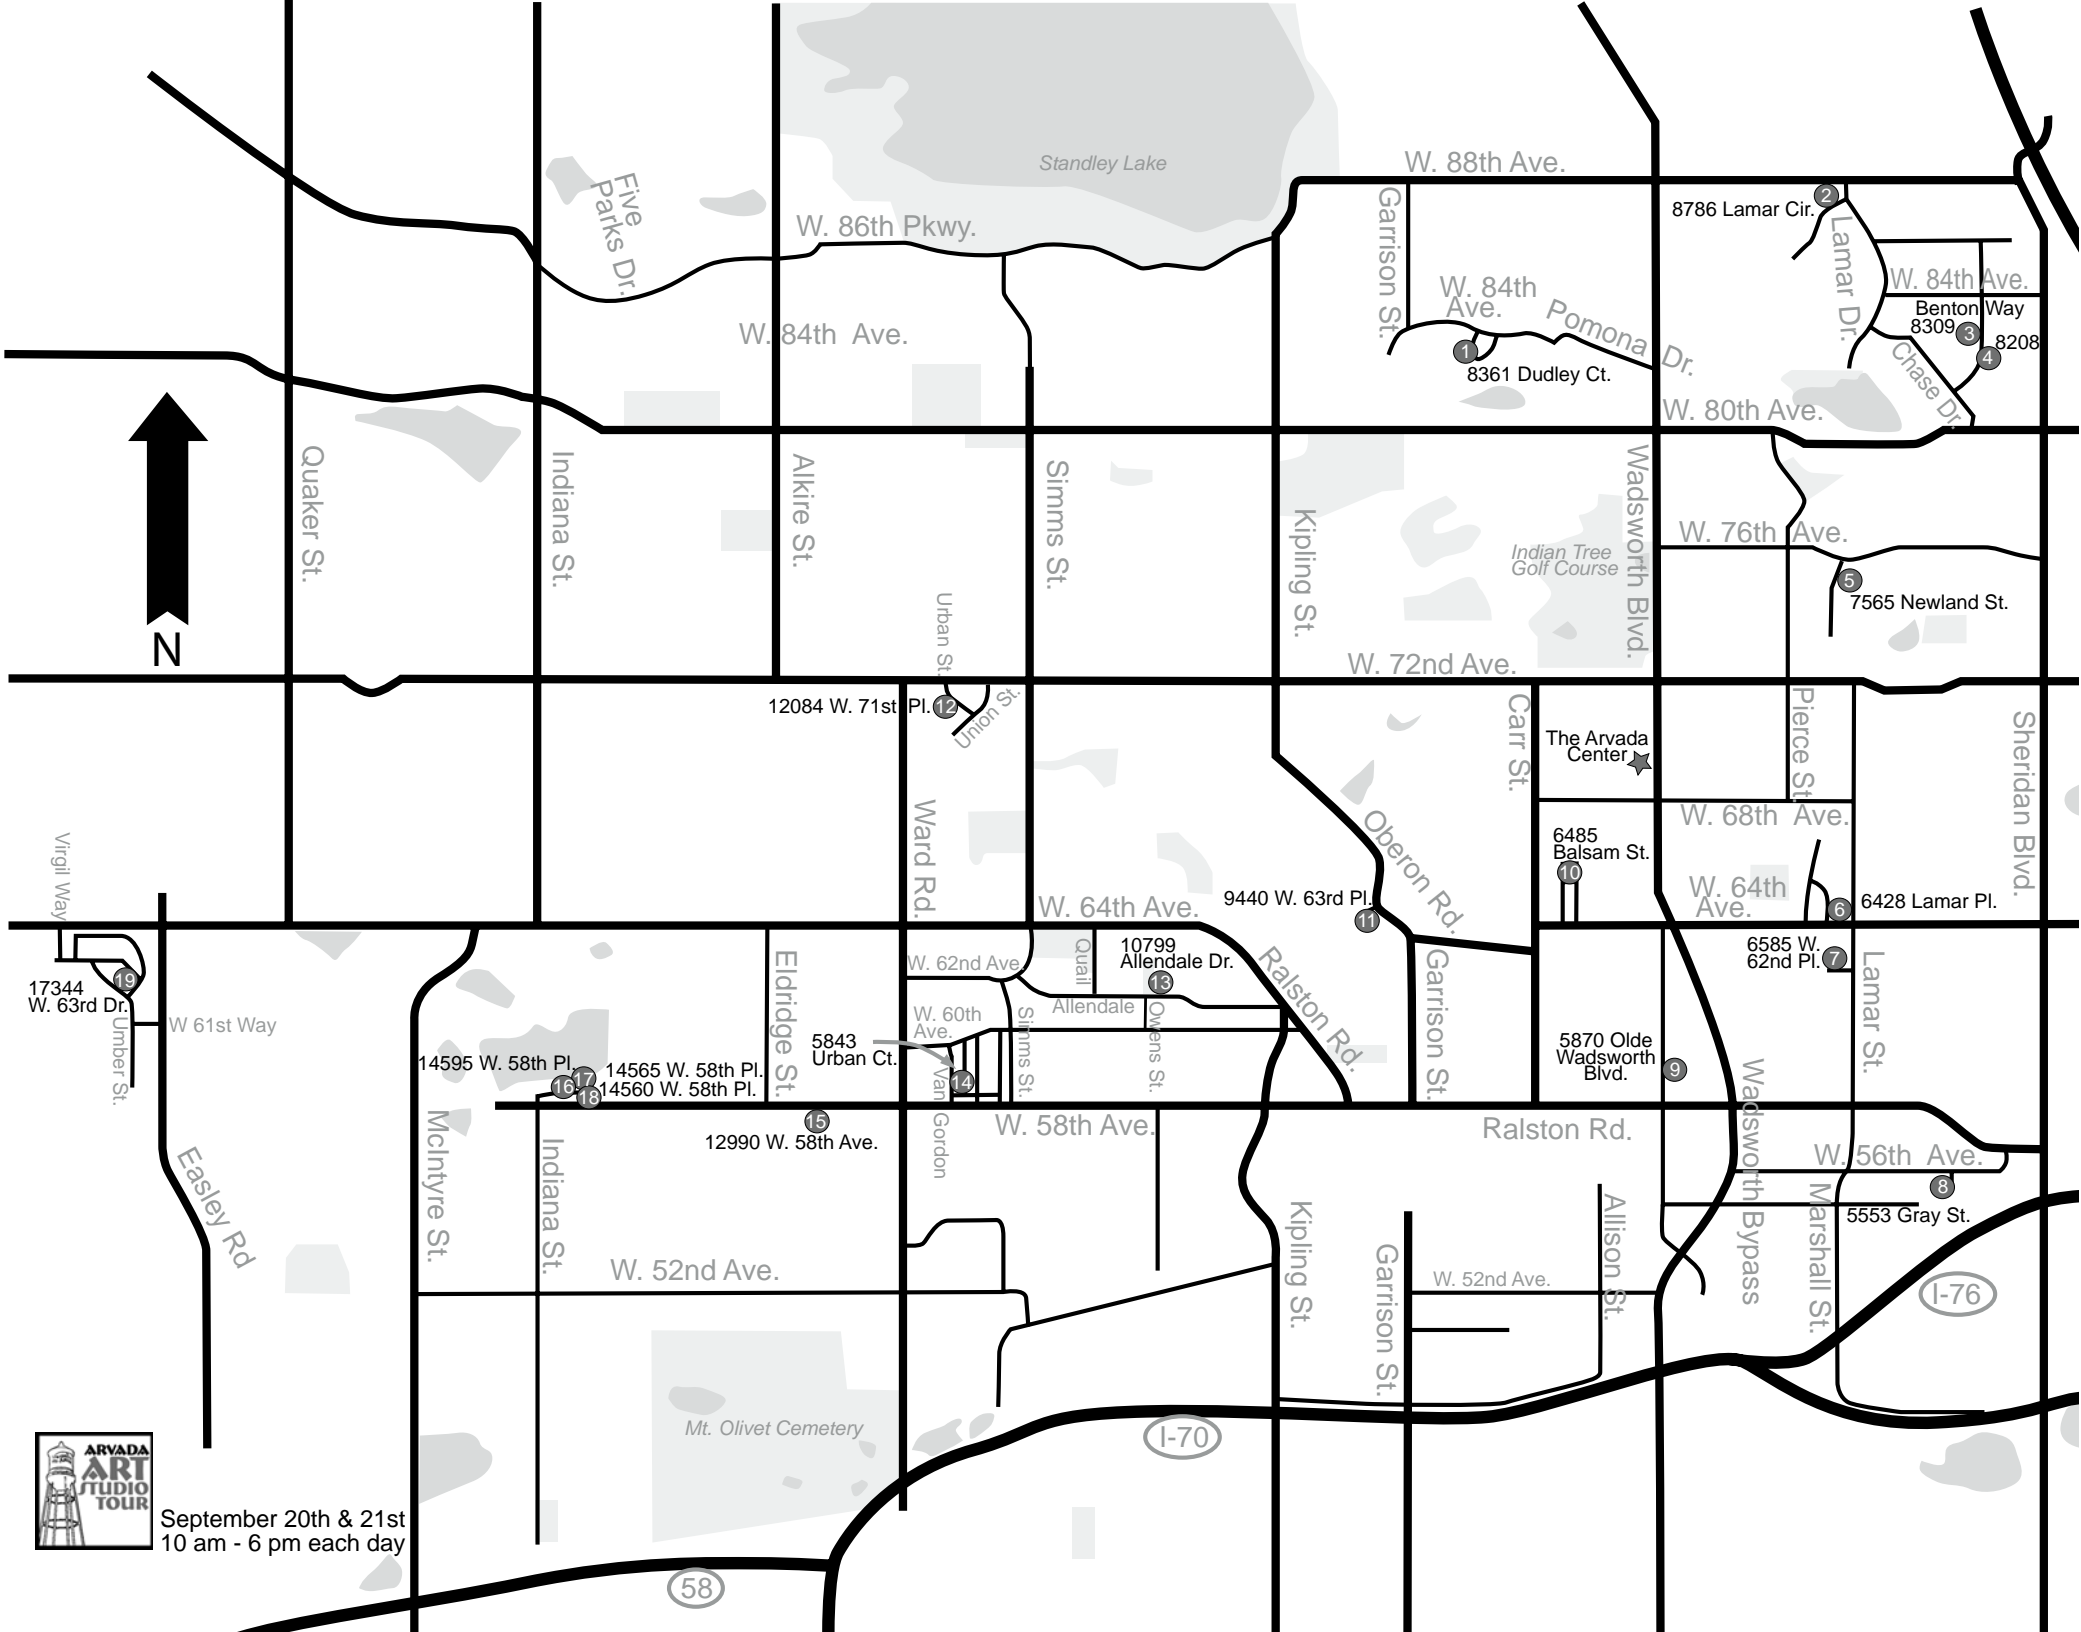 W. 88th Ave.
Standley Lake
2
8786 Lamar Cir.
Five
Parks Dr.
W. 86th Pkwy.
Garrison St.
Lamar Dr.
W. 84th
Ave.
Pomona Dr.
W. 84th Ave.
Benton Way
8309
3
8208
4
W. 84th Ave.
1
8361 Dudley Ct.
Chase Dr.
W. 80th Ave.
Quaker St.
Indiana St.
Alkire St.
Simms St.
Kipling St.
Wadsworth Blvd.
W. 76th Ave.
Indian Tree
Golf Course
5
7565 Newland St.
N
Urban St.
W. 72nd Ave.
12084 W. 71st Pl.
12
Union St.
Carr St.
Pierce St.
Sheridan Blvd.
The Arvada
Center
Ward Rd.
W. 68th Ave.
Oberon Rd.
6485
Balsam St.
10
Virgil Way
W. 64th
Ave.
6
6428 Lamar Pl.
9440 W. 63rd Pl.
11
W. 64th Ave.
17344
W. 63rd Dr.
19
Umber St.
W 61st Way
Eldridge St.
W. 62nd Ave.
Quail
10799
Allendale Dr.
13
Ralston Rd.
Garrison St.
6585 W.
62nd Pl.
7
Lamar St.
Allendale
W. 60th
Ave.
Simms St.
Owens St.
5843
Urban Ct.
14
Van Gordon
5870 Olde
Wadsworth
Blvd.
9
14595 W. 58th Pl.
16
17
14565 W. 58th Pl.
14560 W. 58th Pl.
18
15
12990 W. 58th Ave.
W. 58th Ave.
Ralston Rd.
Wadsworth Bypass
W. 56th Ave.
8
5553 Gray St.
Easley Rd
McIntyre St.
Indiana St.
Kipling St.
Garrison St.
Allison St.
Marshall St.
W. 52nd Ave.
W. 52nd Ave.
I-76
Mt. Olivet Cemetery
I-70
58
ARVADA
ART
STUDIO
TOUR
September 20th & 21st
10 am - 6 pm each day